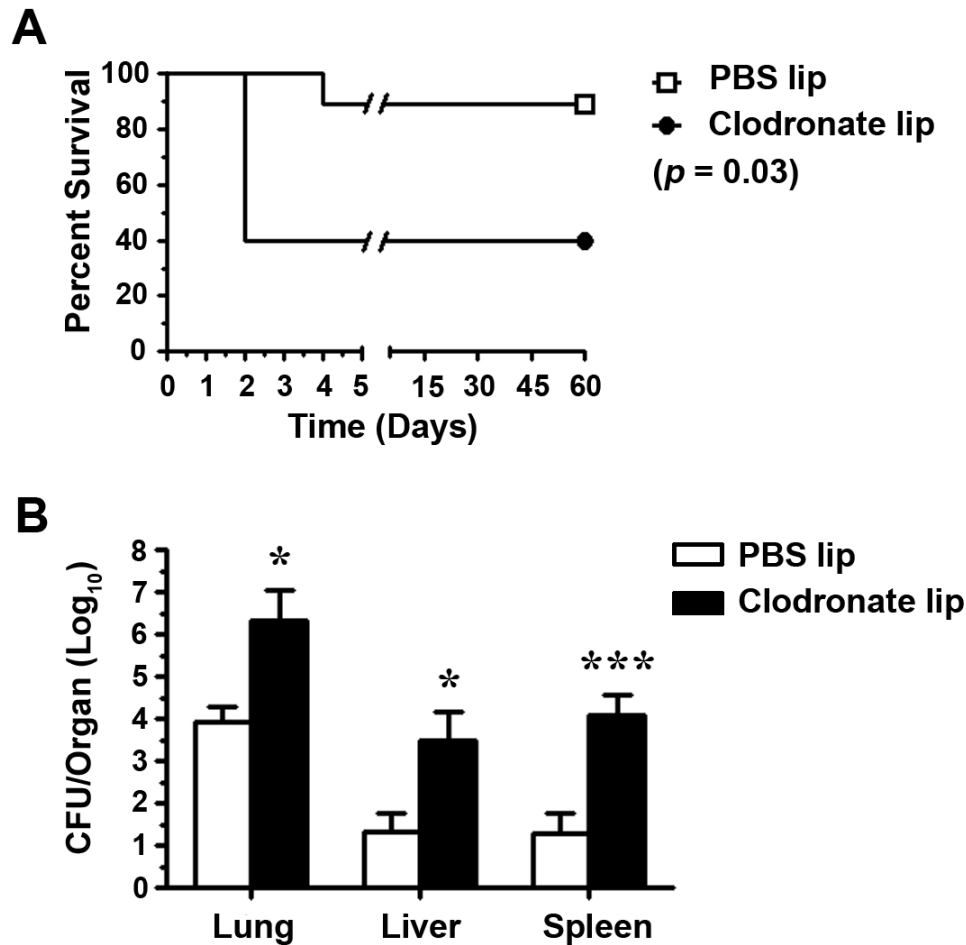 A
Percent Survival
100
80
60
40
20
0
0 1 2 3 4 5 15 30 45 60
Time (Days)
PBS lip
Clodronate lip
(p = 0.03)
B
CFU/Organ (Log₁₀)
8
7
6
5
4
3
2
1
0
* * ***
Lung Liver Spleen
PBS lip
Clodronate lip